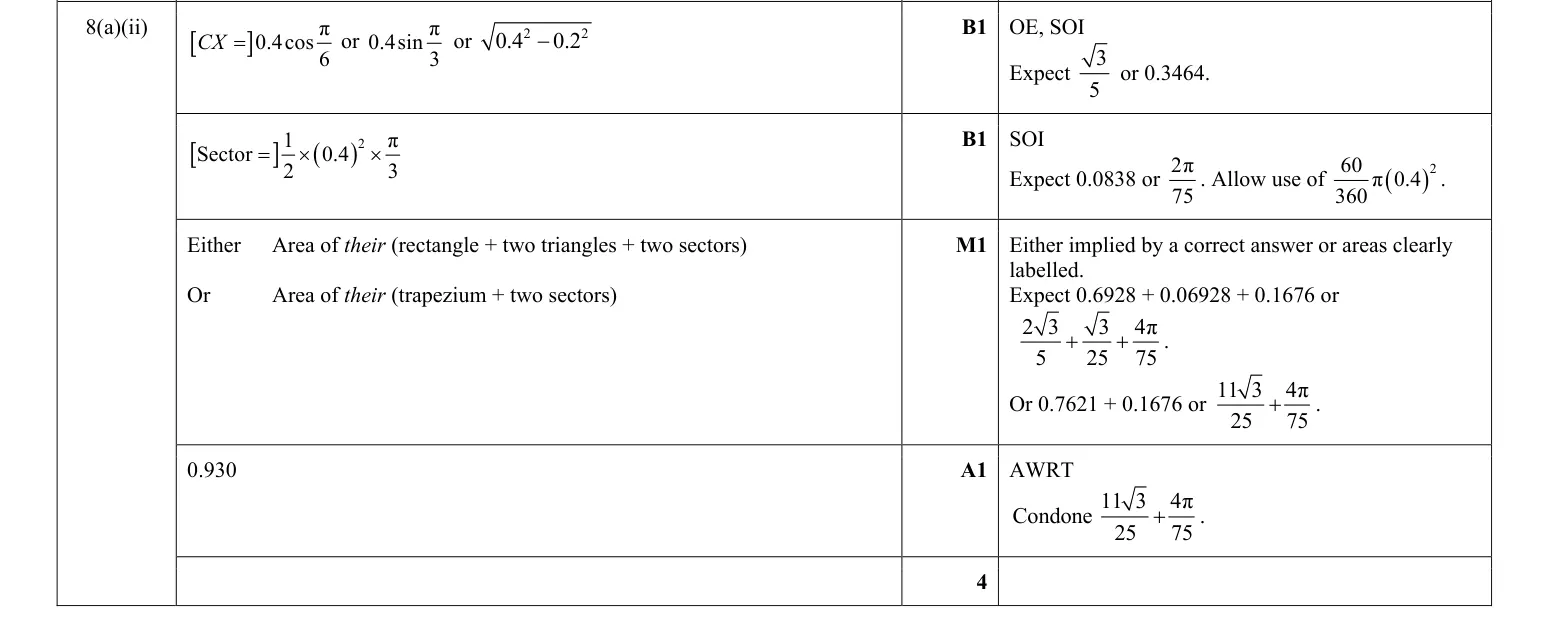 8(a)(ii)
[CX =] 0.4cos π/6 or 0.4sin π/3 or √(0.4² − 0.2²)
B1
OE, SOI
Expect √3/5 or 0.3464.
[Sector =] 1/2 × (0.4)² × π/3
B1
SOI
Expect 0.0838 or 2π/75. Allow use of 60/360 π(0.4)².
Either Area of their (rectangle + two triangles + two sectors)
Or Area of their (trapezium + two sectors)
M1
Either implied by a correct answer or areas clearly
labelled.
Expect 0.6928 + 0.06928 + 0.1676 or
2√3/5 + √3/25 + 4π/75.
Or 0.7621 + 0.1676 or 11√3/25 + 4π/75.
0.930
A1
AWRT
Condone 11√3/25 + 4π/75.
4